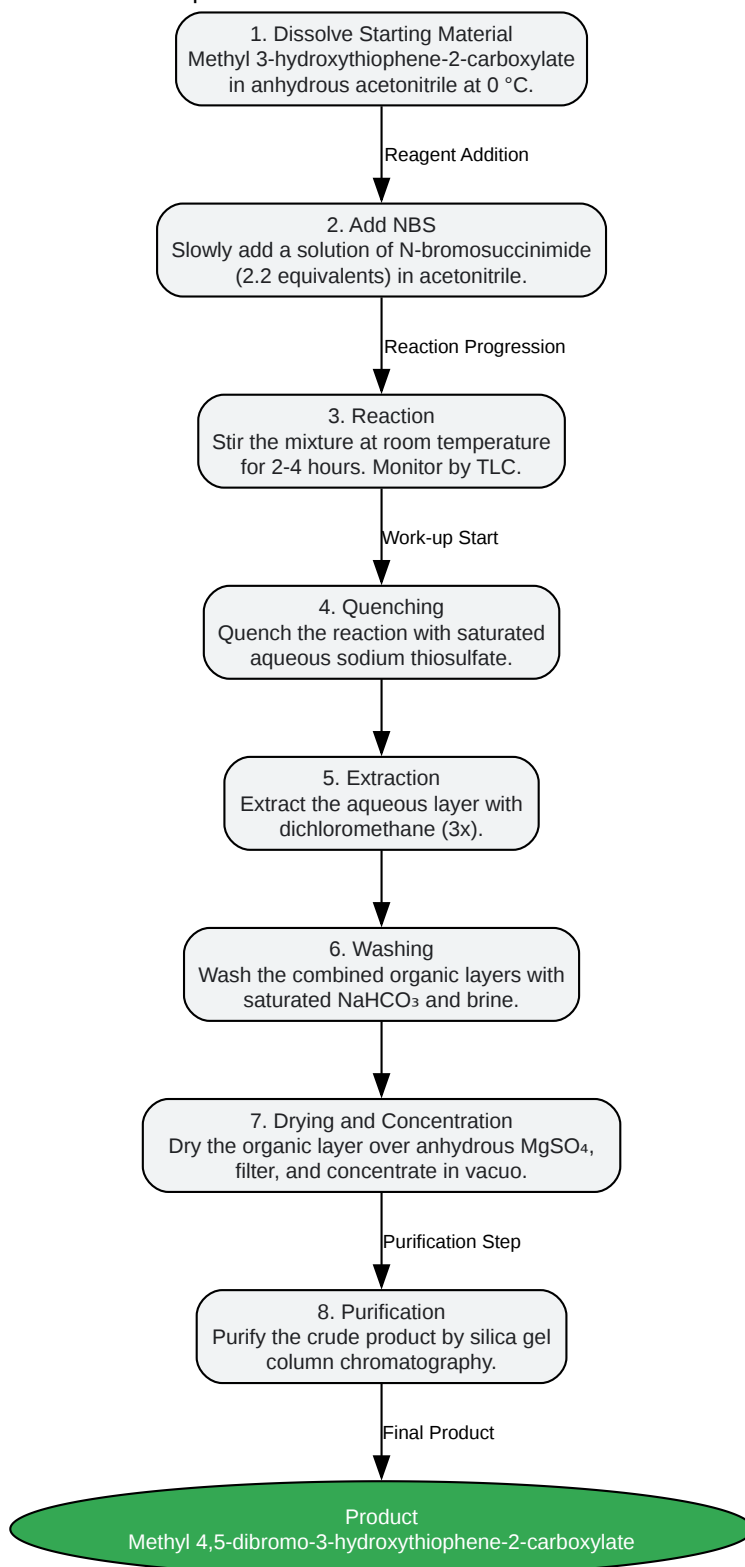 1. Dissolve Starting Material
Methyl 3-hydroxythiophene-2-carboxylate
in anhydrous acetonitrile at 0 °C.
Reagent Addition
2. Add NBS
Slowly add a solution of N-bromosuccinimide
(2.2 equivalents) in acetonitrile.
Reaction Progression
3. Reaction
Stir the mixture at room temperature
for 2-4 hours. Monitor by TLC.
Work-up Start
4. Quenching
Quench the reaction with saturated
aqueous sodium thiosulfate.
5. Extraction
Extract the aqueous layer with
dichloromethane (3x).
6. Washing
Wash the combined organic layers with
saturated NaHCO₃ and brine.
7. Drying and Concentration
Dry the organic layer over anhydrous MgSO₄,
filter, and concentrate in vacuo.
Purification Step
8. Purification
Purify the crude product by silica gel
column chromatography.
Final Product
Product
Methyl 4,5-dibromo-3-hydroxythiophene-2-carboxylate